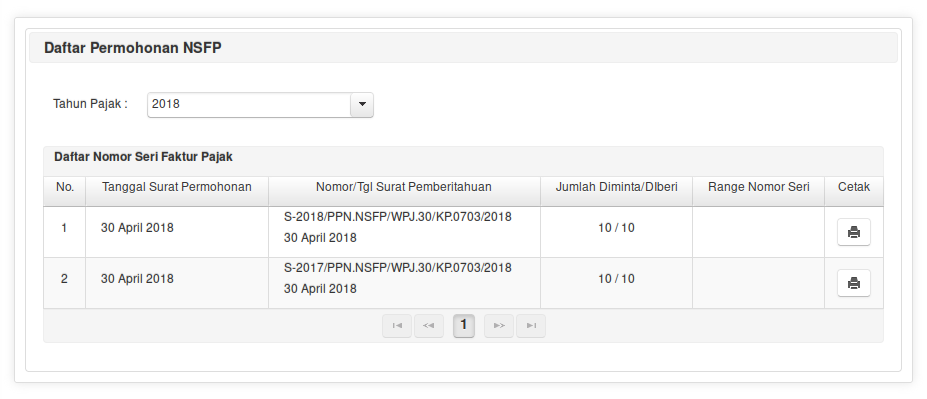 Daftar Permohonan NSFP
Tahun Pajak : 2018
Daftar Nomor Seri Faktur Pajak
No. Tanggal Surat Permohonan Nomor/Tgl Surat Pemberitahuan Jumlah Diminta/DIberi Range Nomor Seri Cetak
1 30 April 2018 S-2018/PPN.NSFP/WPJ.30/KP.0703/2018 10 / 10
30 April 2018
2 30 April 2018 S-2017/PPN.NSFP/WPJ.30/KP.0703/2018 10 / 10
30 April 2018
1